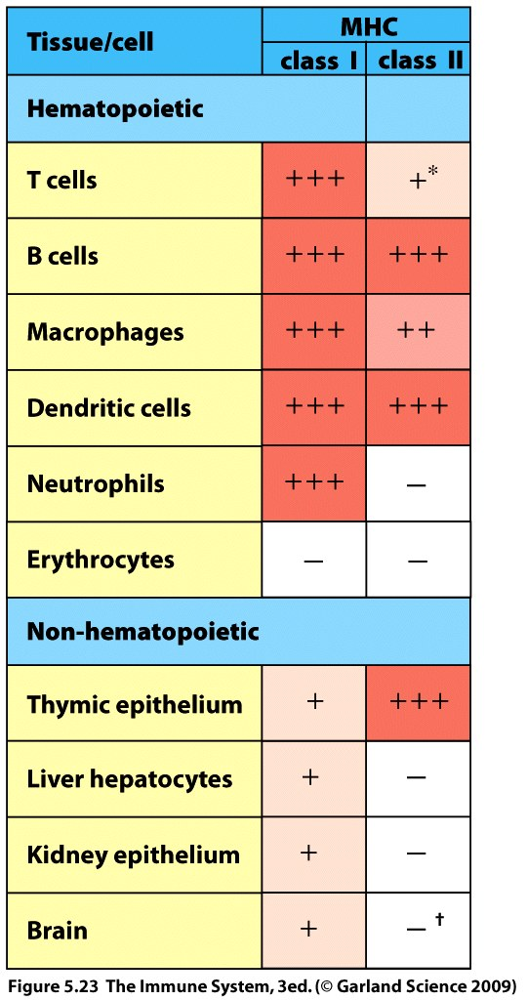 Tissue/cell MHC
class I class II
Hematopoietic
T cells +++ +*
B cells +++ +++
Macrophages +++ ++
Dendritic cells +++ +++
Neutrophils +++ –
Erythrocytes – –
Non-hematopoietic
Thymic epithelium + +++
Liver hepatocytes + –
Kidney epithelium + –
Brain + – †
Figure 5.23 The Immune System, 3ed. (© Garland Science 2009)